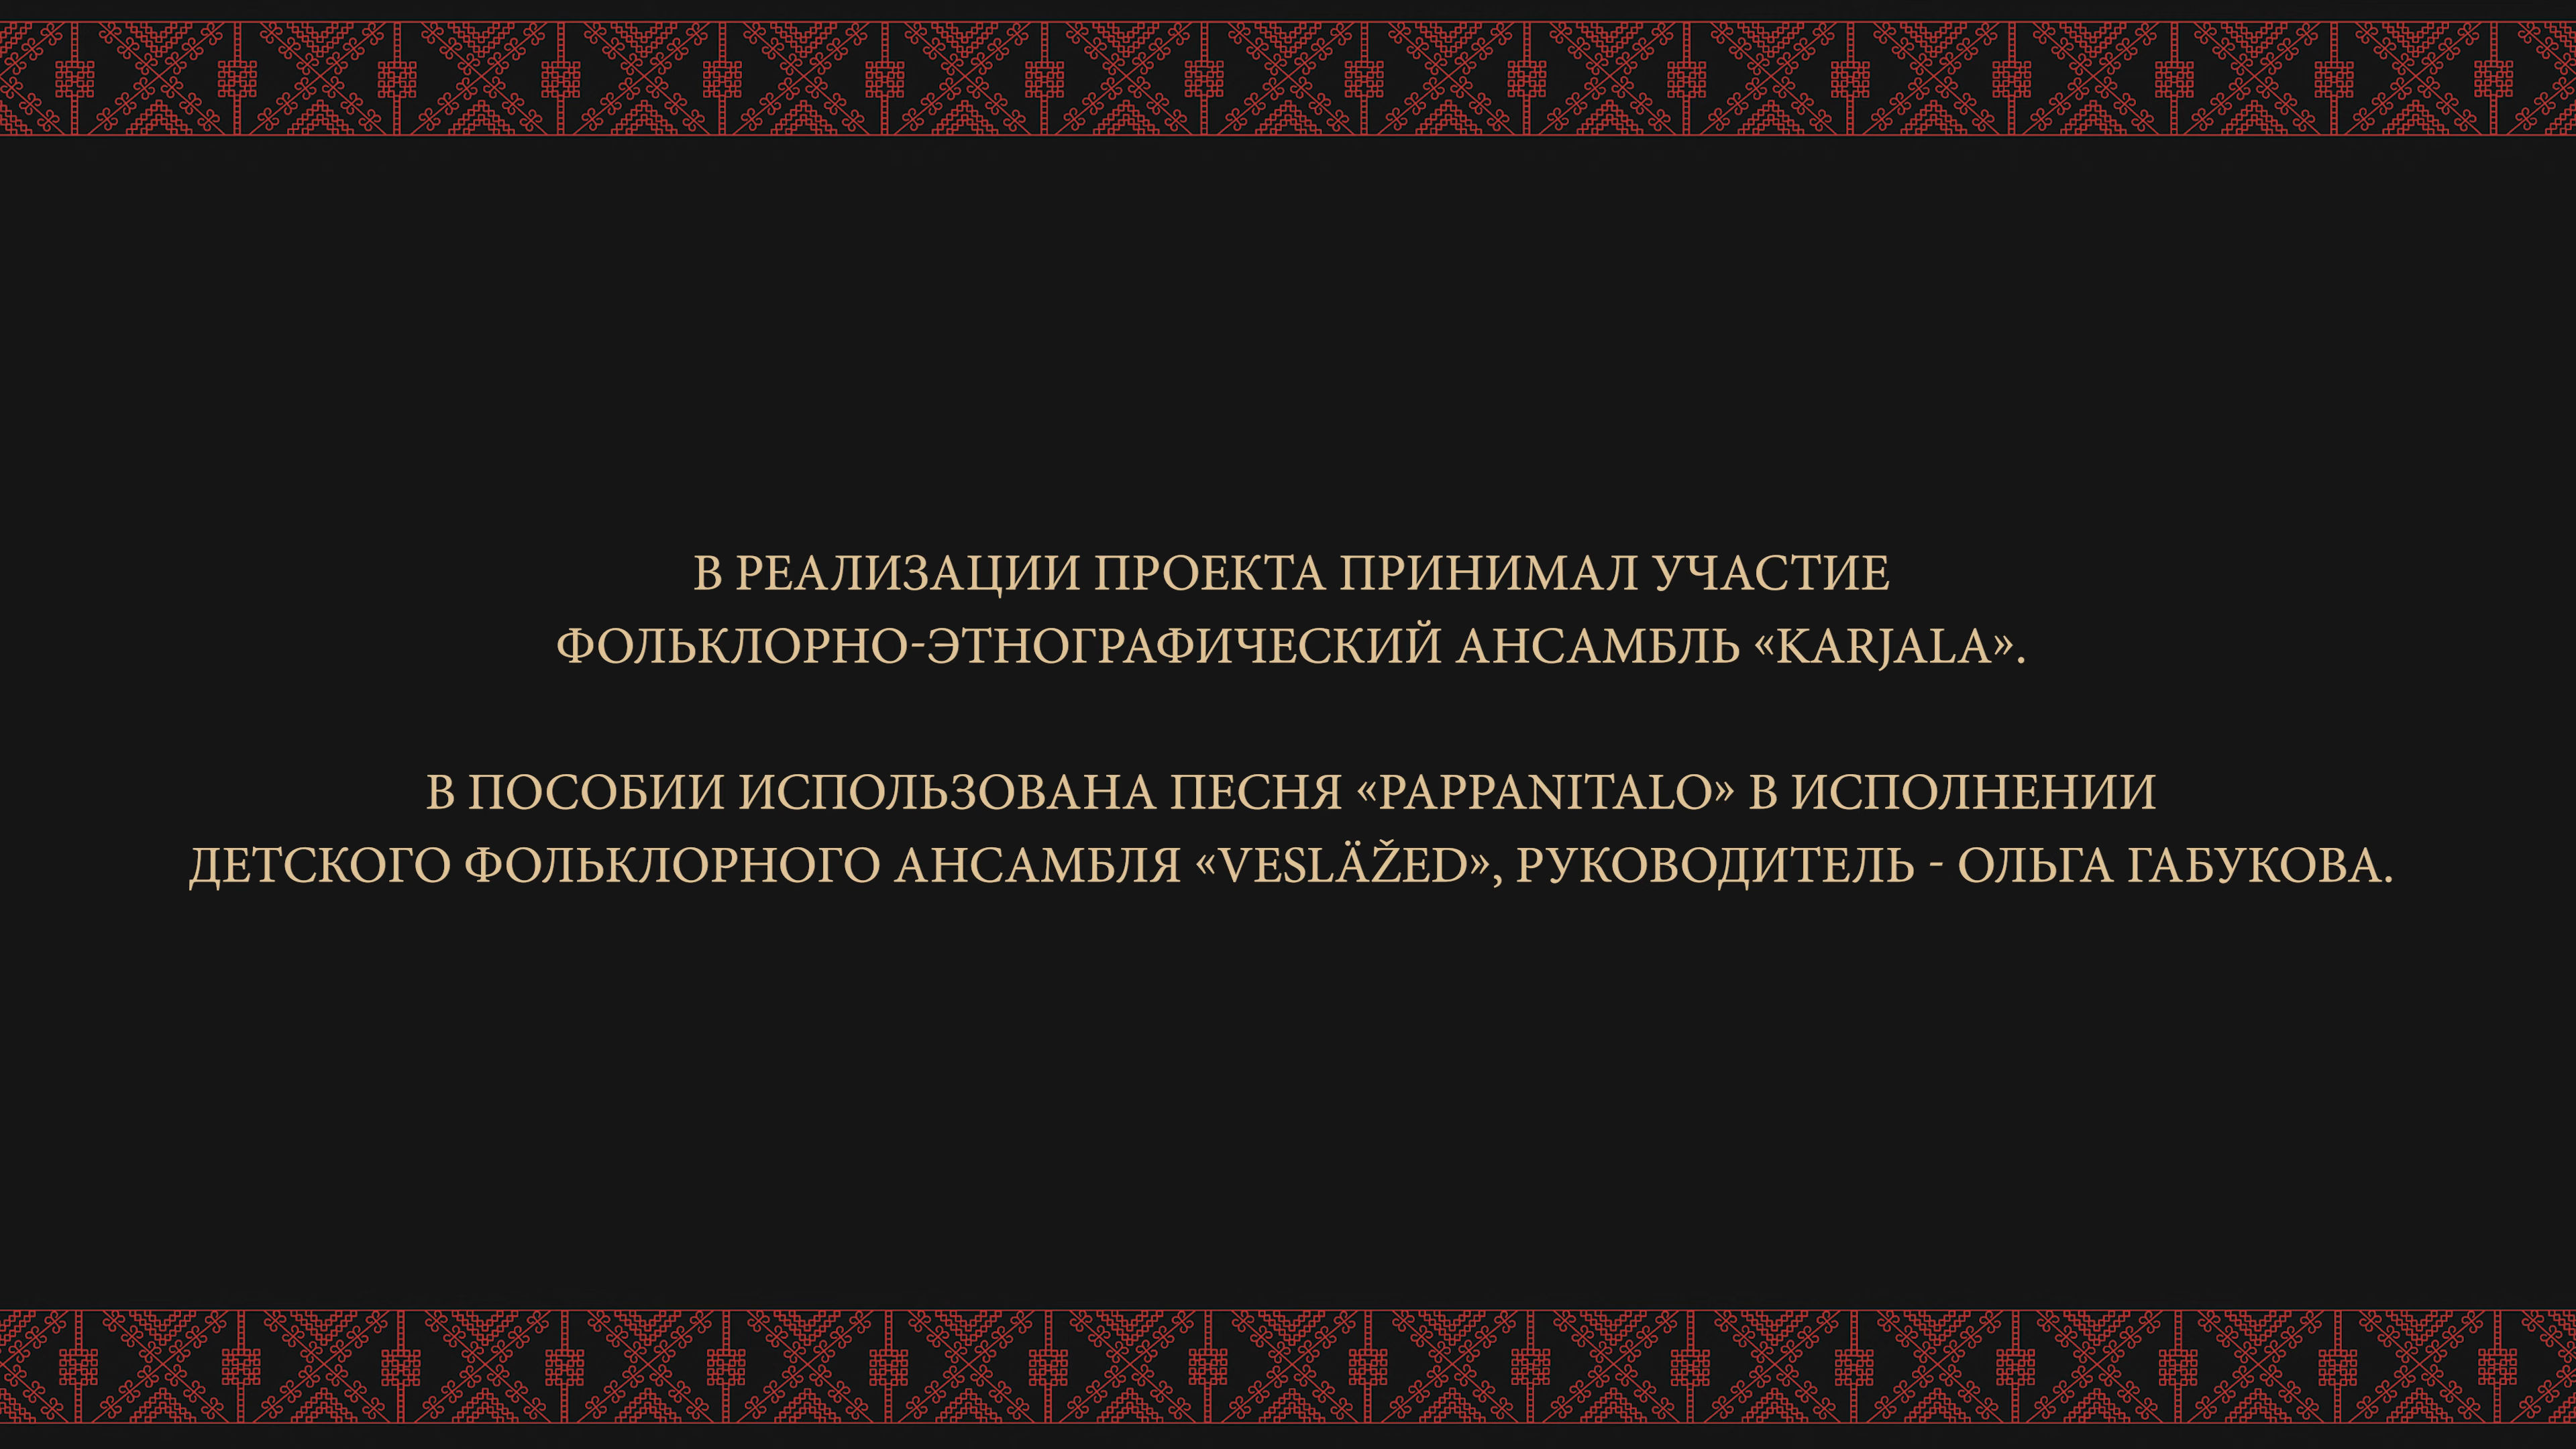 В РЕАЛИЗАЦИИ ПРОЕКТА ПРИНИМАЛ УЧАСТИЕ
ФОЛЬКЛОРНО-ЭТНОГРАФИЧЕСКИЙ АНСАМБЛЬ «KARJALA».
В ПОСОБИИ ИСПОЛЬЗОВАНА ПЕСНЯ «PAPPANITALO» В ИСПОЛНЕНИИ
ДЕТСКОГО ФОЛЬКЛОРНОГО АНСАМБЛЯ «VESLÄŽED», РУКОВОДИТЕЛЬ - ОЛЬГА ГАБУКОВА.